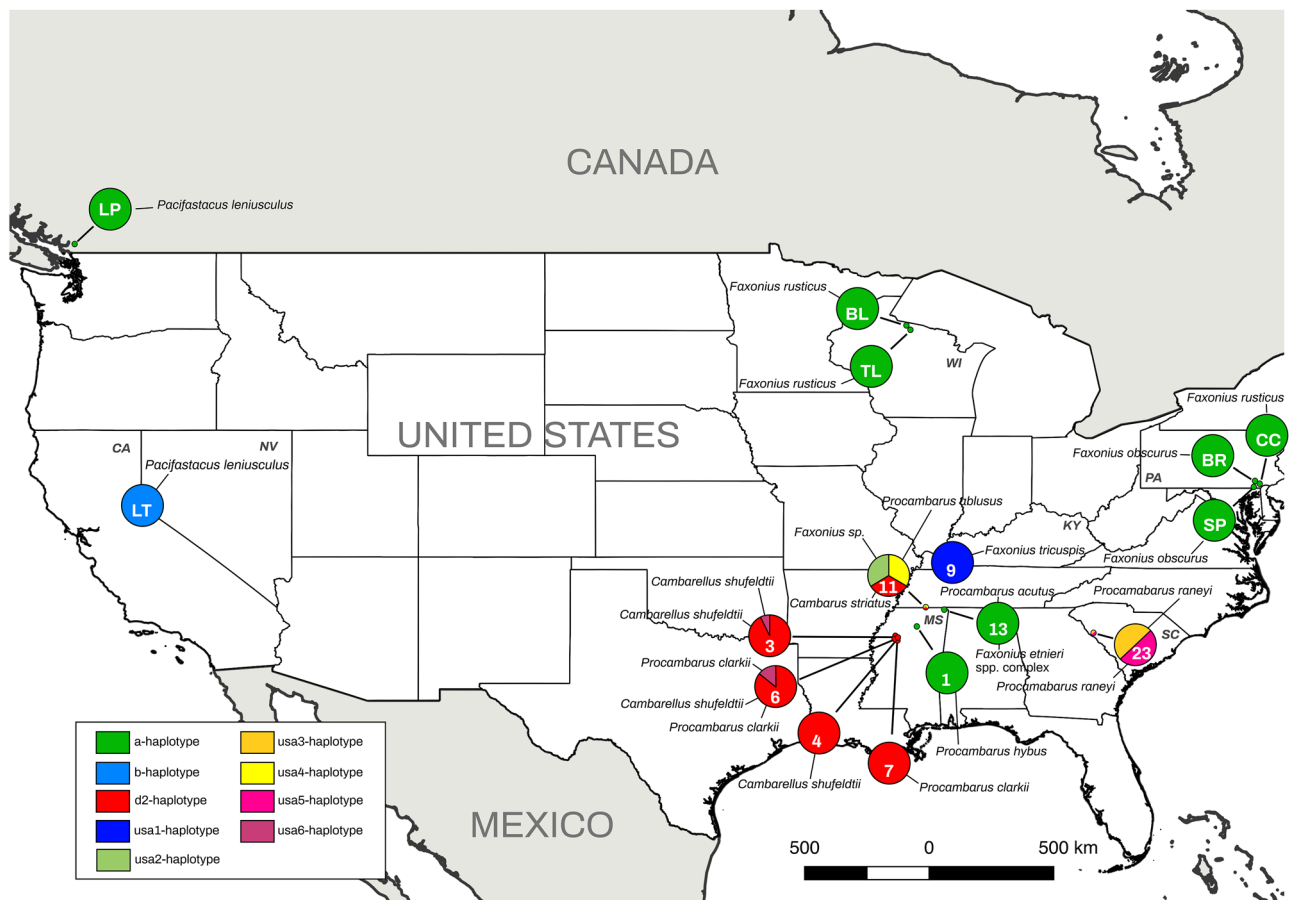 CANADA
LP
Pacifastacus leniusculus
Faxonius rusticus
BL
TL
WI
Faxonius rusticus
Faxonius rusticus
CC
UNITED STATES
CA
NV
Pacifastacus leniusculus
Faxonius obscurus
BR
PA
LT
Procambarus ablusus
SP
KY
Faxonius sp.
Faxonius tricuspis
Faxonius obscurus
9
11
Cambarellus shufeldtii
Procambarus acutus
Procamabarus raneyi
Cambarus striatus
Cambarellus shufeldtii
MS
13
SC
3
23
Faxonius etnieri
spp. complex
Procambarus clarkii
6
1
Procamabarus raneyi
Cambarellus shufeldtii
Procambarus clarkii
A
4
Procambarus hybus
7
Cambarellus shufeldtii
Procambarus clarkii
a-haplotype
usa3-haplotype
b-haplotype
usa4-haplotype
d2-haplotype
usa5-haplotype
usa1-haplotype
usa6-haplotype
usa2-haplotype
MEXICO
500
0
500 km